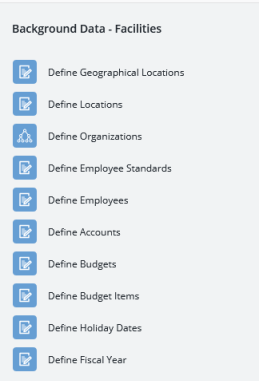 Background Data - Facilities
Define Geographical Locations
Define Locations
Define Organizations
Define Employee Standards
Define Employees
Define Accounts
Define Budgets
Define Budget Items
Define Holiday Dates
Define Fiscal Year